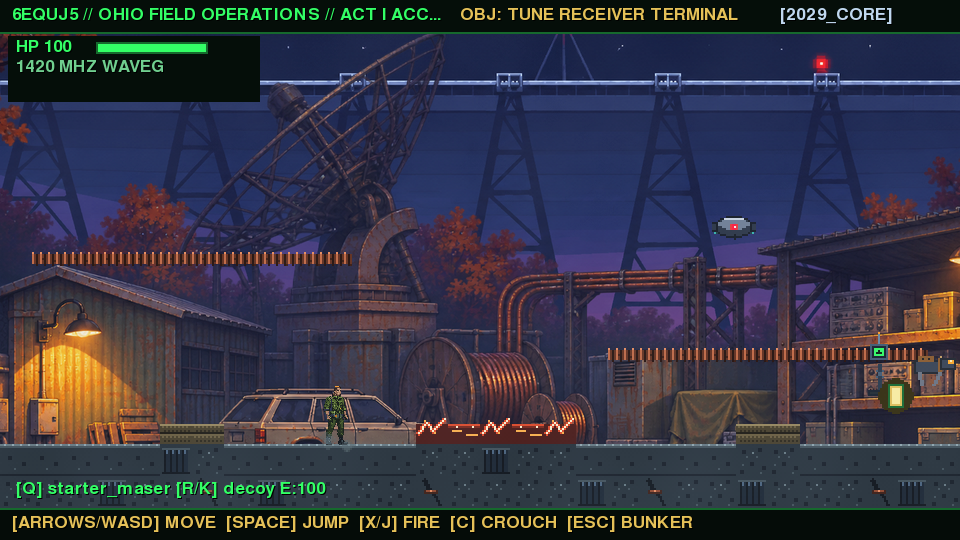 6EQUJ5 // OHIO FIELD OPERATIONS // ACT I ACC... OBJ: TUNE RECEIVER TERMINAL [2029_CORE]
HP 100
1420 MHZ WAVEG
[Q] starter_maser [R/K] decoy E:100
[ARROWS/WASD] MOVE [SPACE] JUMP [X/J] FIRE [C] CROUCH [ESC] BUNKER